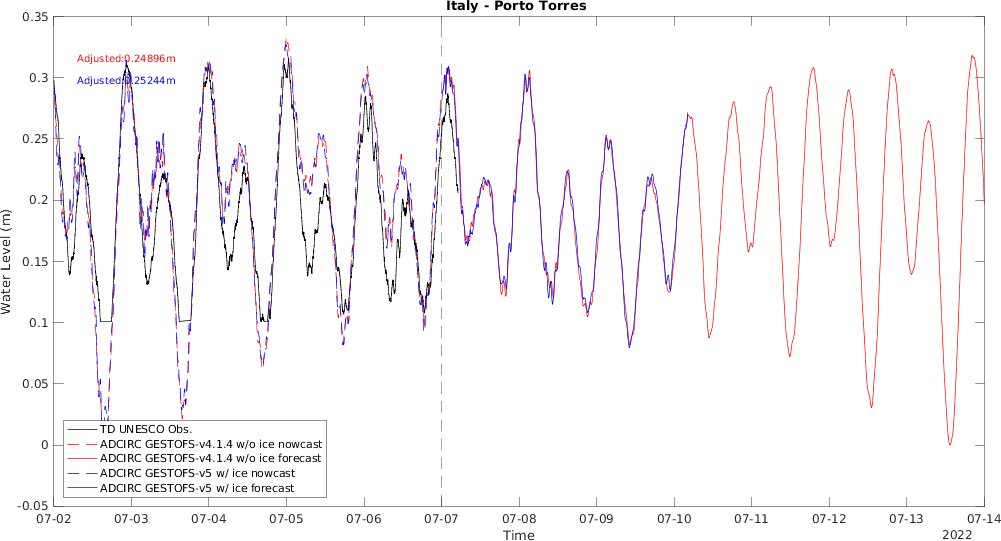 Italy - Porto Torres
0.35
0.3
0.25
0.2
0.15
0.1
0.05
0
-0.05
Water Level (m)
Adjusted:0.24896m
Adjusted:0.25244m
TD UNESCO Obs.
ADCIRC GESTOFS-v4.1.4 w/o ice nowcast
ADCIRC GESTOFS-v4.1.4 w/o ice forecast
ADCIRC GESTOFS-v5 w/ ice nowcast
ADCIRC GESTOFS-v5 w/ ice forecast
07-02 07-03 07-04 07-05 07-06 07-07 07-08 07-09 07-10 07-11 07-12 07-13 07-14
Time
2022